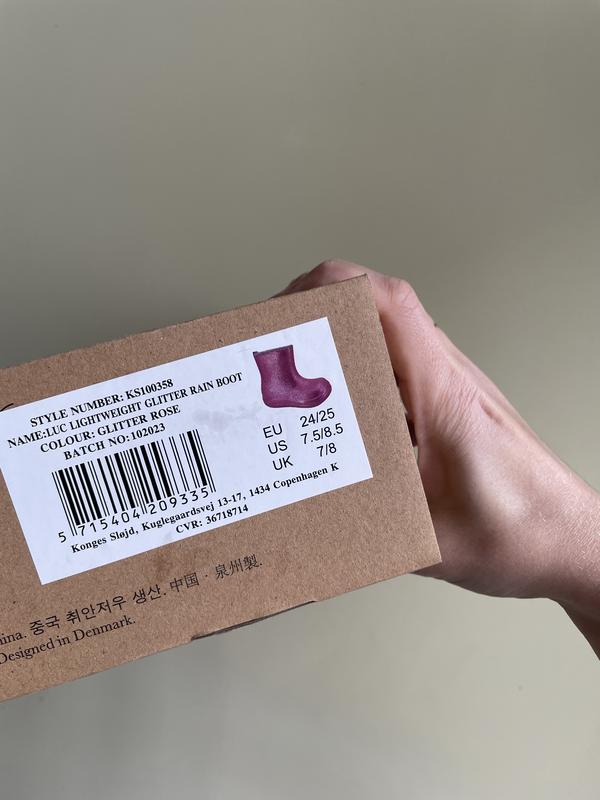 STYLE NUMBER: KS100358
NAME:LUC LIGHTWEIGHT GLITTER RAIN BOOT
COLOUR: GLITTER ROSE
BATCH NO: 102023
EU 24/25
US 7.5/8.5
UK 7/8
5 715404 209335
Konges Sløjd, Kuglegaardsvej 13-17, 1434 Copenhagen K
CVR: 36718714
중국 취안저우 생산. 中国 · 泉州製.
Designed in Denmark.